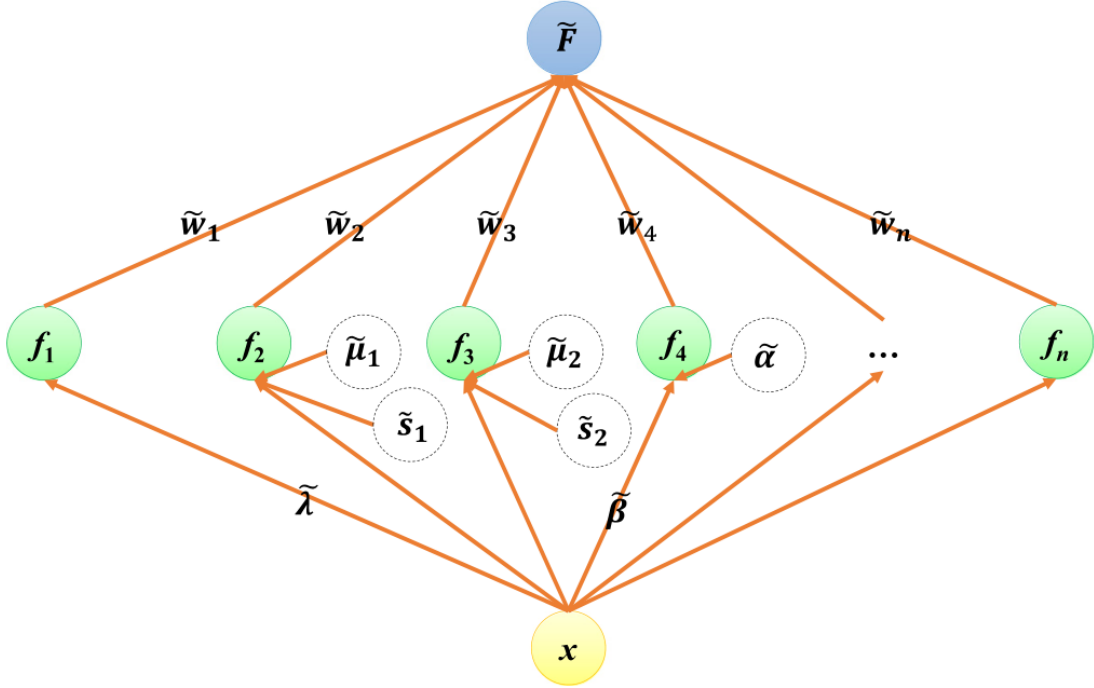 F̃
w̃₁ w̃₂ w̃₃ w̃₄ w̃ₙ
f₁ f₂ μ̃₁ f₃ μ̃₂ f₄ α̃ ... fₙ
s̃₁ s̃₂
λ̃ β̃
x